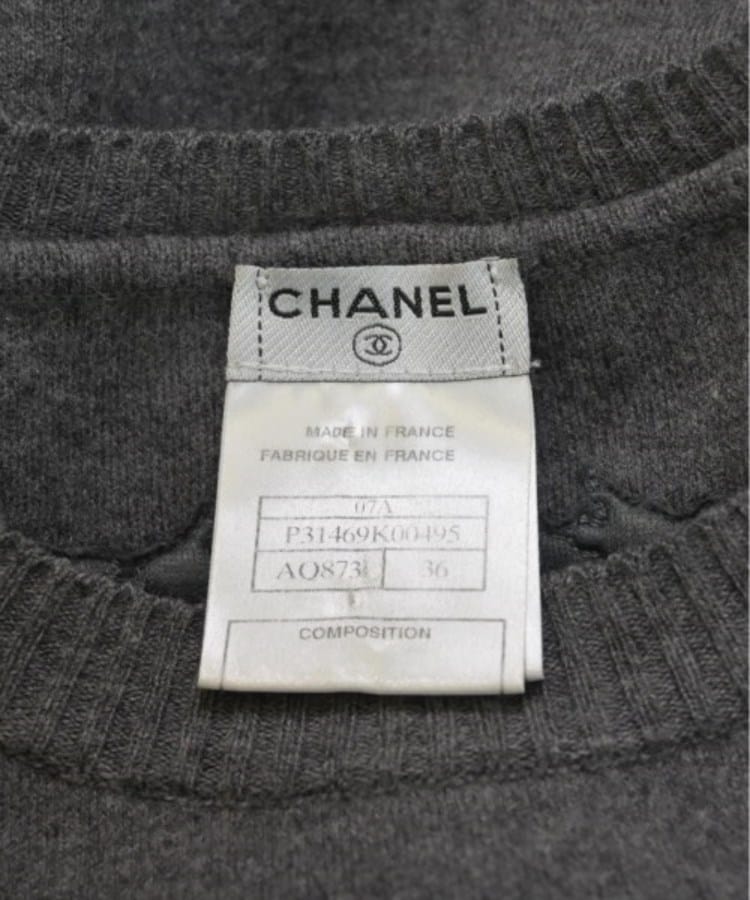 CHANEL
MADE IN FRANCE
FABRIQUE EN FRANCE
07A
P31469K00495
AO873 36
COMPOSITION